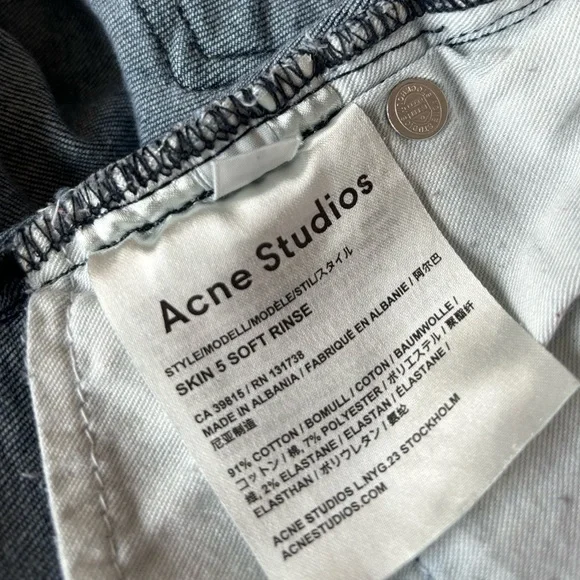 Acne Studios
STYLE/MODELL/MODÈLE/STIL/スタイル
SKIN 5 SOFT RINSE
CA 39815 / RN 131738
MADE IN ALBANIA / FABRIQUÉ EN ALBANIE / 阿尔巴
尼亚制造
91% COTTON / BOMULL / COTON / BAUMWOLLE /
コットン / 棉, 7% POLYESTER / ポリエステル / 聚酯纤
维, 2% ELASTANE / ELASTAN / ÉLASTANE /
ELASTHAN / ポリウレタン / 氨纶
ACNE STUDIOS L.NYG.23 STOCKHOLM
ACNESTUDIOS.COM